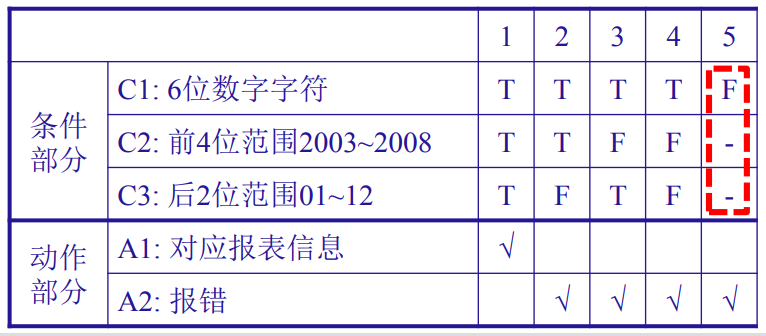 1 2 3 4 5
条件部分
C1: 6位数字字符 T T T T F
C2: 前4位范围2003~2008 T T F F -
C3: 后2位范围01~12 T F T F -
动作部分
A1: 对应报表信息 √
A2: 报错 √ √ √ √